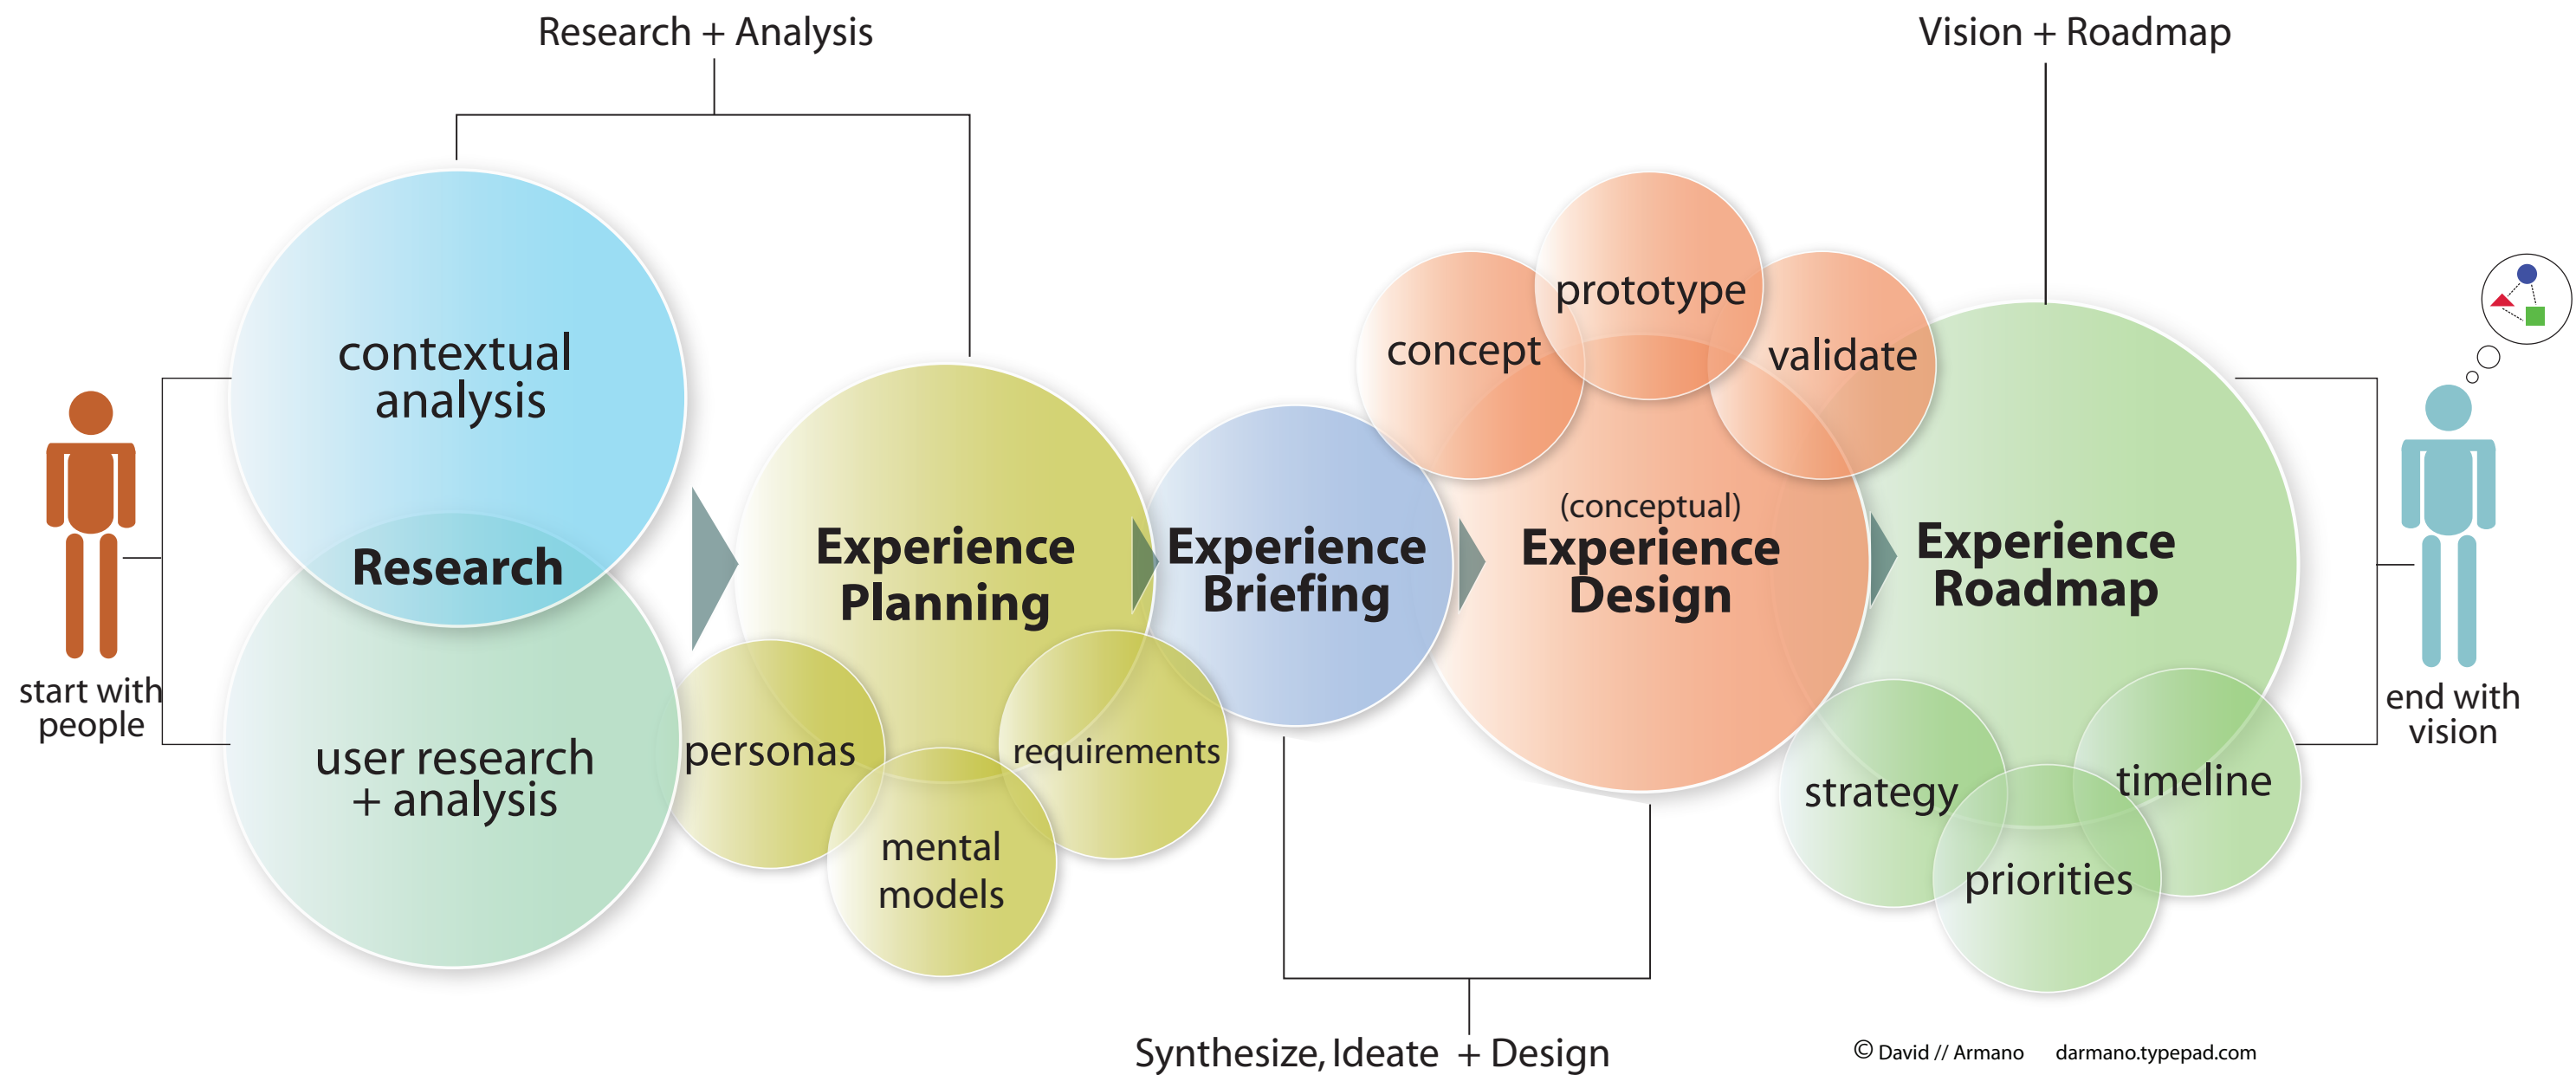 Research + Analysis
Vision + Roadmap
contextual
analysis
Research
user research
+ analysis
start with
people
Experience
Planning
personas
mental
models
requirements
Experience
Briefing
concept
prototype
validate
(conceptual)
Experience
Design
Experience
Roadmap
strategy
priorities
timeline
end with
vision
Synthesize, Ideate + Design
© David // Armano darmano.typepad.com